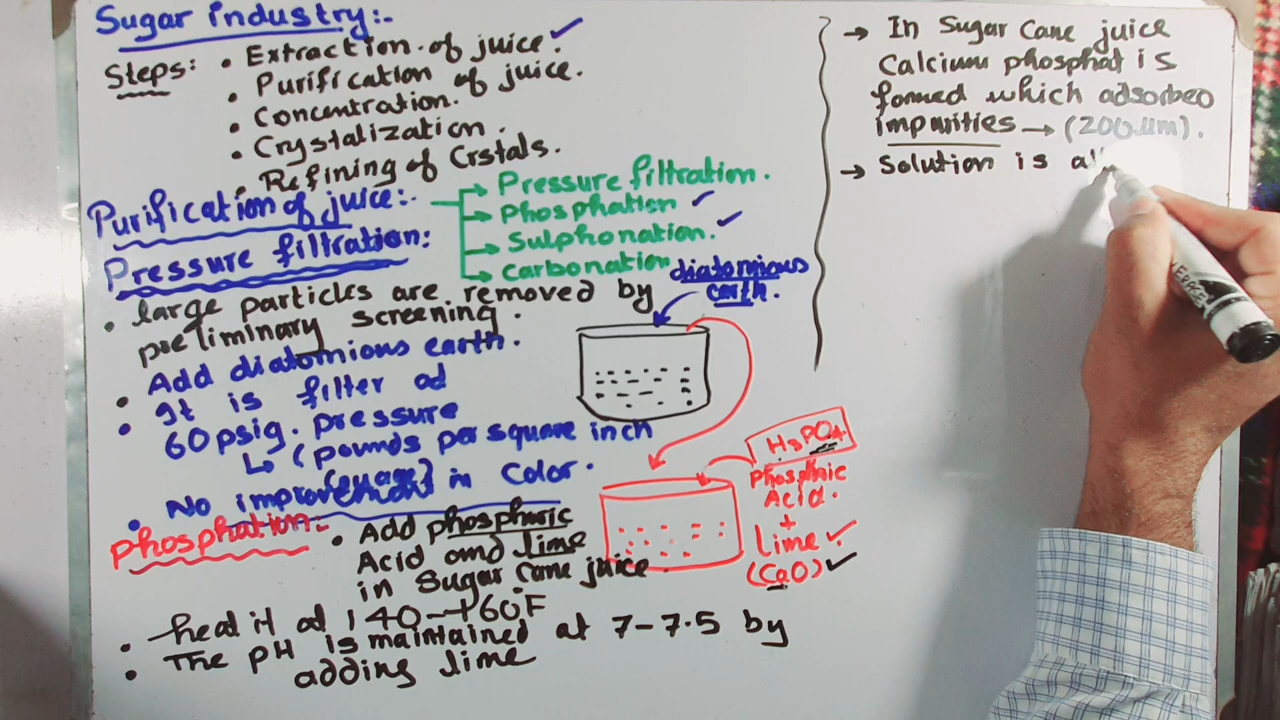 Sugar industry:-
Steps: • Extraction of juice.
• Purification of juice.
• Concentration.
• Crystalization.
• Refining of Crstals.
Purification of juice:-
Pressure filtration.
Phosphation
Sulphonation.
Carbonation
Pressure filtration:
• large particles are removed by
preliminary screening.
• Add diatomious earth.
• It is filter ad
60 psig. pressure
(pounds per square inch
guage)
• No improvement in color.
diatomious
earth.
phosphation:-
• Add phosphoric
Acid and lime
in Sugar cane juice.
• heat it at 140-160F
• The pH is maintained at 7-7.5 by
adding lime
H3PO4
Phosphoic
Acid.
+
Lime
(CaO)
→ In Sugar Cane juice
Calcium phosphat is
formed which adsorbed
impurities → (200 µm).
→ Solution is